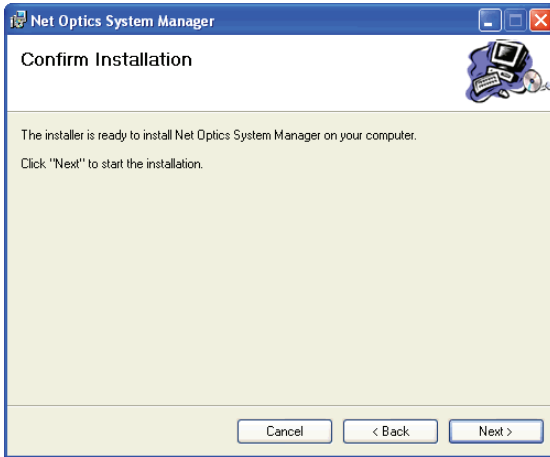 Net Optics System Manager
Confirm Installation
The installer is ready to install Net Optics System Manager on your computer.
Click "Next" to start the installation.
Cancel
< Back
Next >